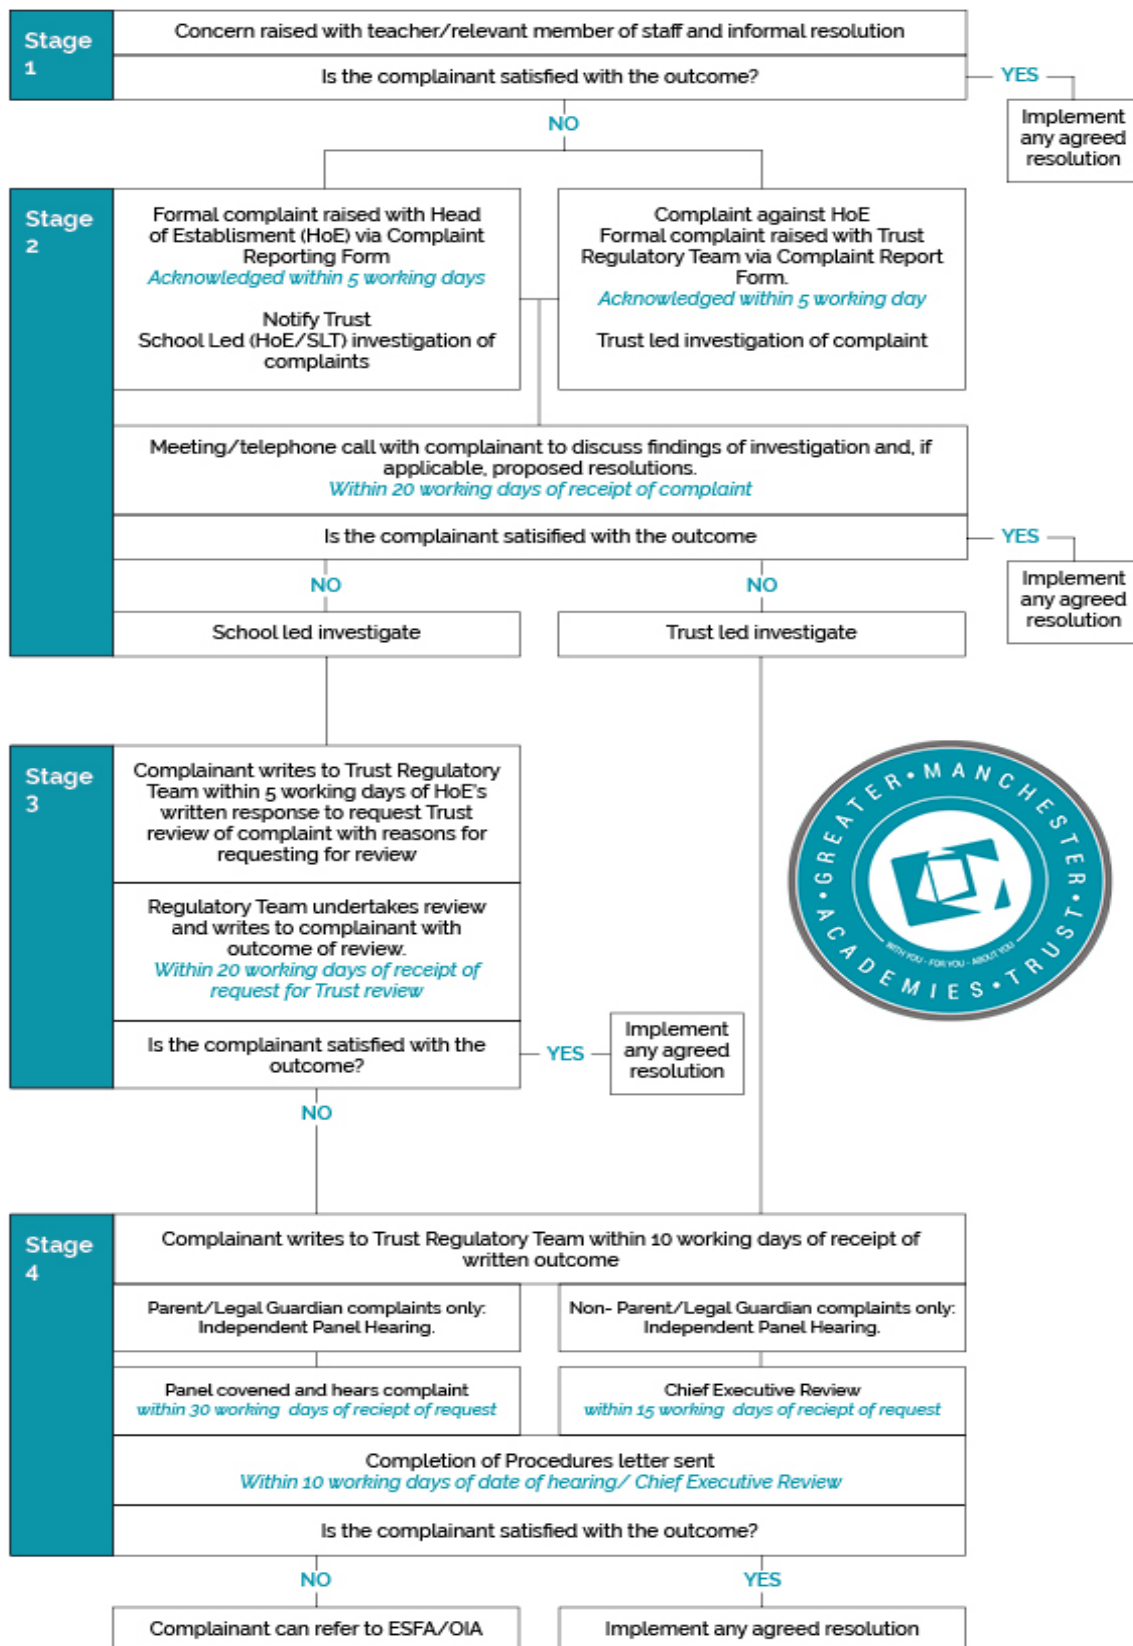 Stage
1
Concern raised with teacher/relevant member of staff and informal resolution
Is the complainant satisfied with the outcome?
YES
Implement
any agreed
resolution
NO
Stage
2
Formal complaint raised with Head
of Establisment (HoE) via Complaint
Reporting Form
Acknowledged within 5 working days
Notify Trust
School Led (HoE/SLT) investigation of
complaints
Complaint against HoE
Formal complaint raised with Trust
Regulatory Team via Complaint Report
Form.
Acknowledged within 5 working day
Trust led investigation of complaint
Meeting/telephone call with complainant to discuss findings of investigation and, if
applicable, proposed resolutions.
Within 20 working days of receipt of complaint
Is the complainant satisified with the outcome
YES
Implement
any agreed
resolution
NO
NO
School led investigate
Trust led investigate
Stage
3
Complainant writes to Trust Regulatory
Team within 5 working days of HoE's
written response to request Trust
review of complaint with reasons for
requesting for review
Regulatory Team undertakes review
and writes to complainant with
outcome of review.
Within 20 working days of receipt of
request for Trust review
Is the complainant satisfied with the
outcome?
YES
Implement
any agreed
resolution
NO
GREATER • MANCHESTER
• ACADEMIES • TRUST •
WITH YOU - FOR YOU - ABOUT YOU
Stage
4
Complainant writes to Trust Regulatory Team within 10 working days of receipt of
written outcome
Parent/Legal Guardian complaints only:
Independent Panel Hearing.
Non- Parent/Legal Guardian complaints only:
Independent Panel Hearing.
Panel covened and hears complaint
within 30 working days of reciept of request
Chief Executive Review
within 15 working days of reciept of request
Completion of Procedures letter sent
Within 10 working days of date of hearing/ Chief Executive Review
Is the complainant satisfied with the outcome?
NO
YES
Complainant can refer to ESFA/OIA
Implement any agreed resolution